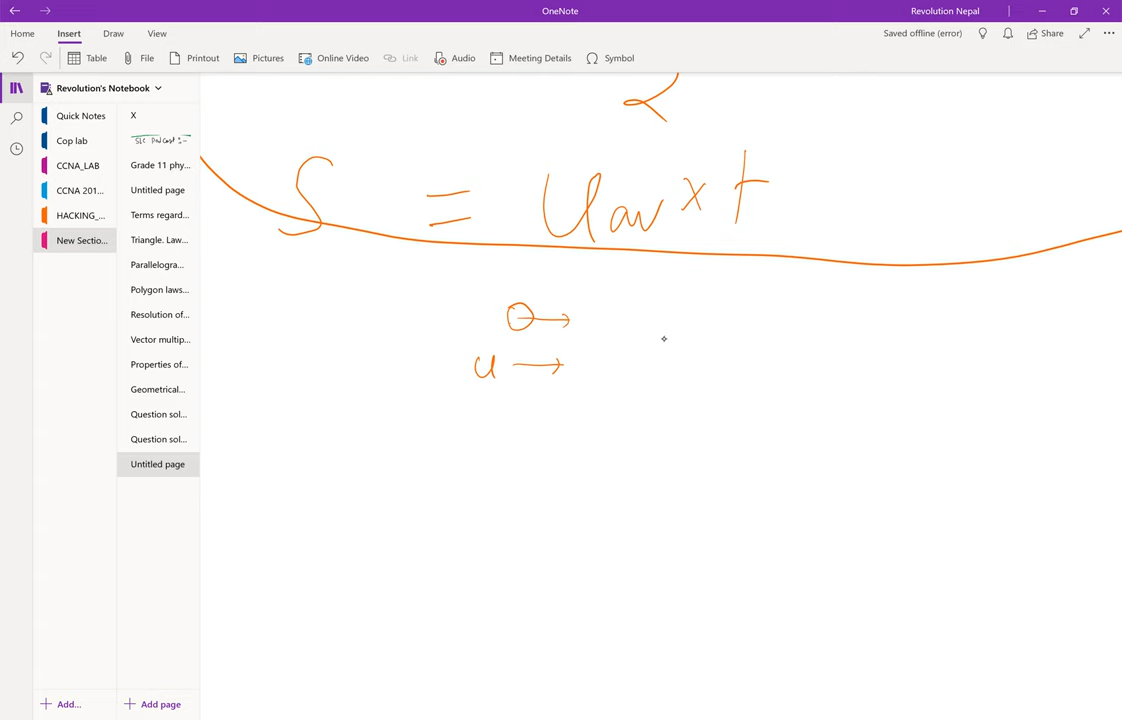 OneNote
Revolution Nepal
Home Insert Draw View
Saved offline (error) Share
Table File Printout Pictures Online Video Link Audio Meeting Details Symbol
Revolution's Notebook
Quick Notes
Cop lab
CCNA_LAB
CCNA 201...
HACKING_...
New Sectio...
Add...
X
Grade 11 phy...
Untitled page
Terms regard...
Triangle. Law...
Parallelogra...
Polygon laws...
Resolution of...
Vector multip...
Properties of...
Geometrical...
Question sol...
Question sol...
Untitled page
Add page
2
S = Uav × t
u →